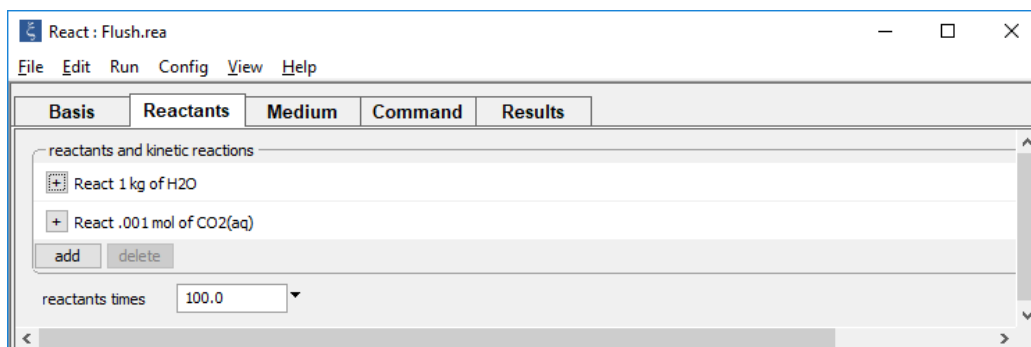 React : Flush.rea
File Edit Run Config View Help
Basis Reactants Medium Command Results
reactants and kinetic reactions
+ React 1 kg of H2O
+ React .001 mol of CO2(aq)
add delete
reactants times 100.0